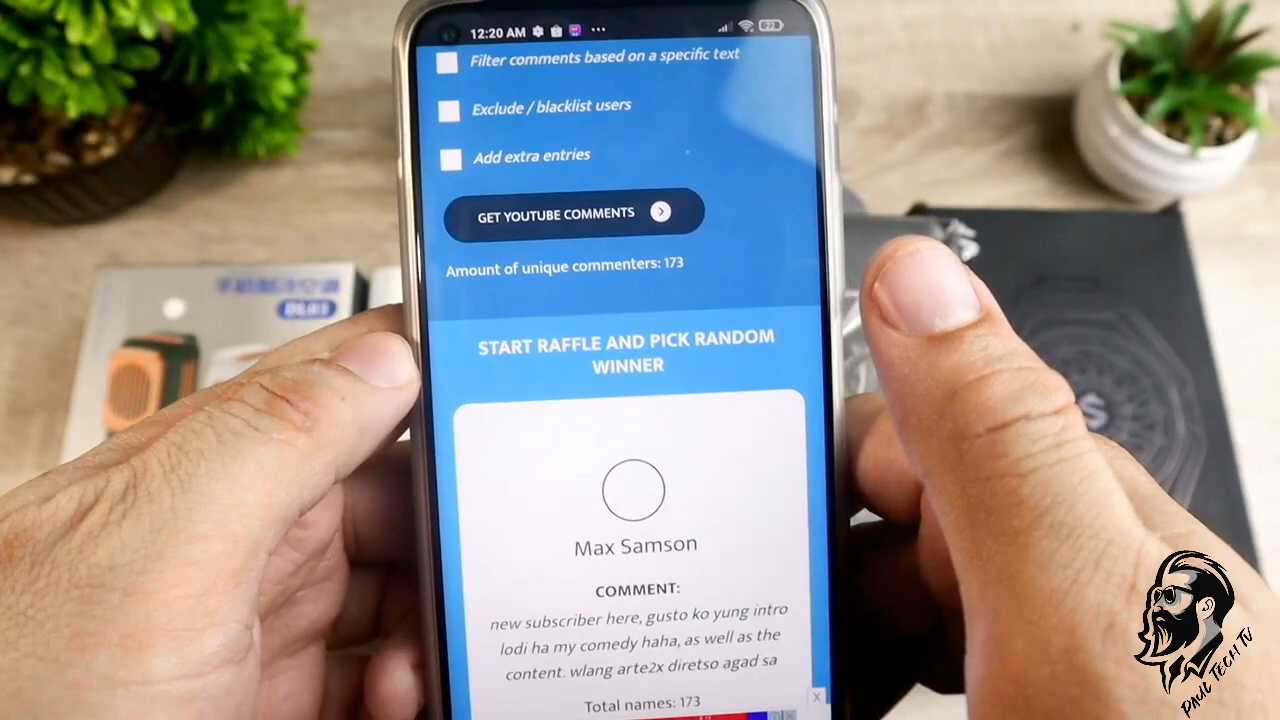 12:20 AM
22
Filter comments based on a specific text
Exclude / blacklist users
Add extra entries
GET YOUTUBE COMMENTS
Amount of unique commenters: 173
START RAFFLE AND PICK RANDOM
WINNER
Max Samson
COMMENT:
new subscriber here, gusto ko yung intro
lodi ha my comedy haha, as well as the
content. wlang arte2x diretso agad sa
Total names: 173
X
PAUL TECH TV